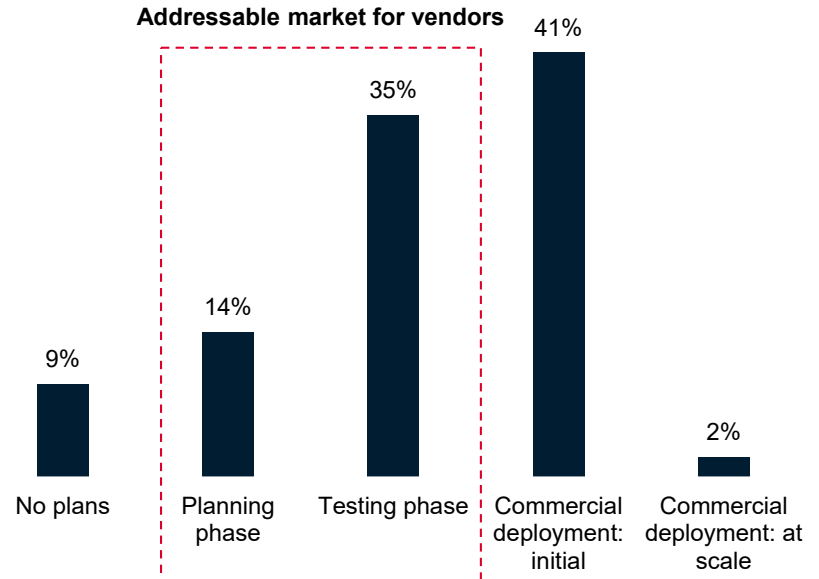 Addressable market for vendors
41%
35%
14%
9%
2%
No plans
Planning
phase
Testing phase
Commercial
deployment:
initial
Commercial
deployment: at
scale